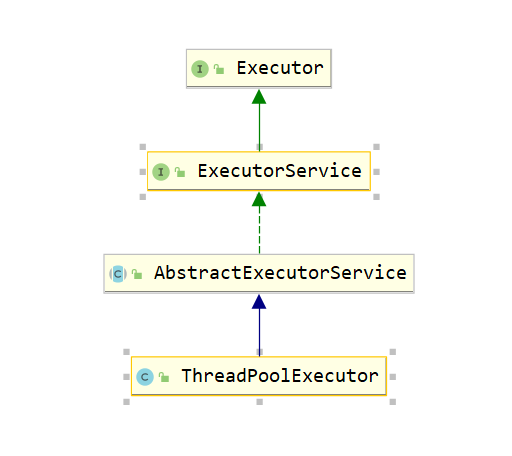 I Executor
I ExecutorService
C AbstractExecutorService
C ThreadPoolExecutor